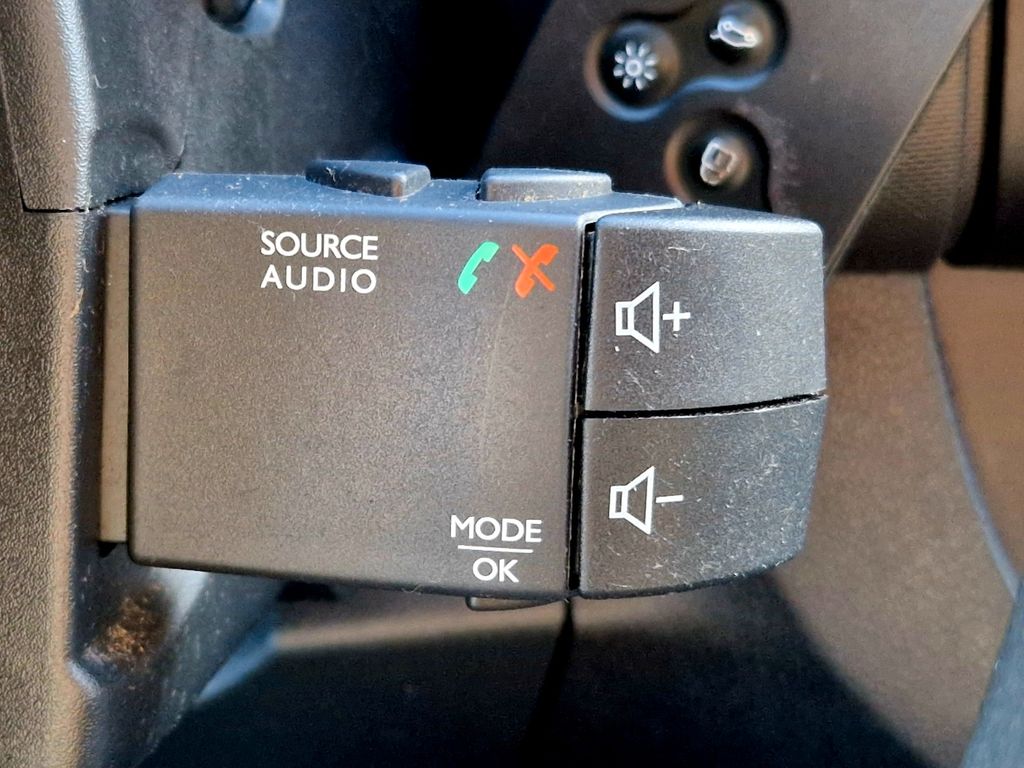 SOURCE
AUDIO
+
MODE
OK
-